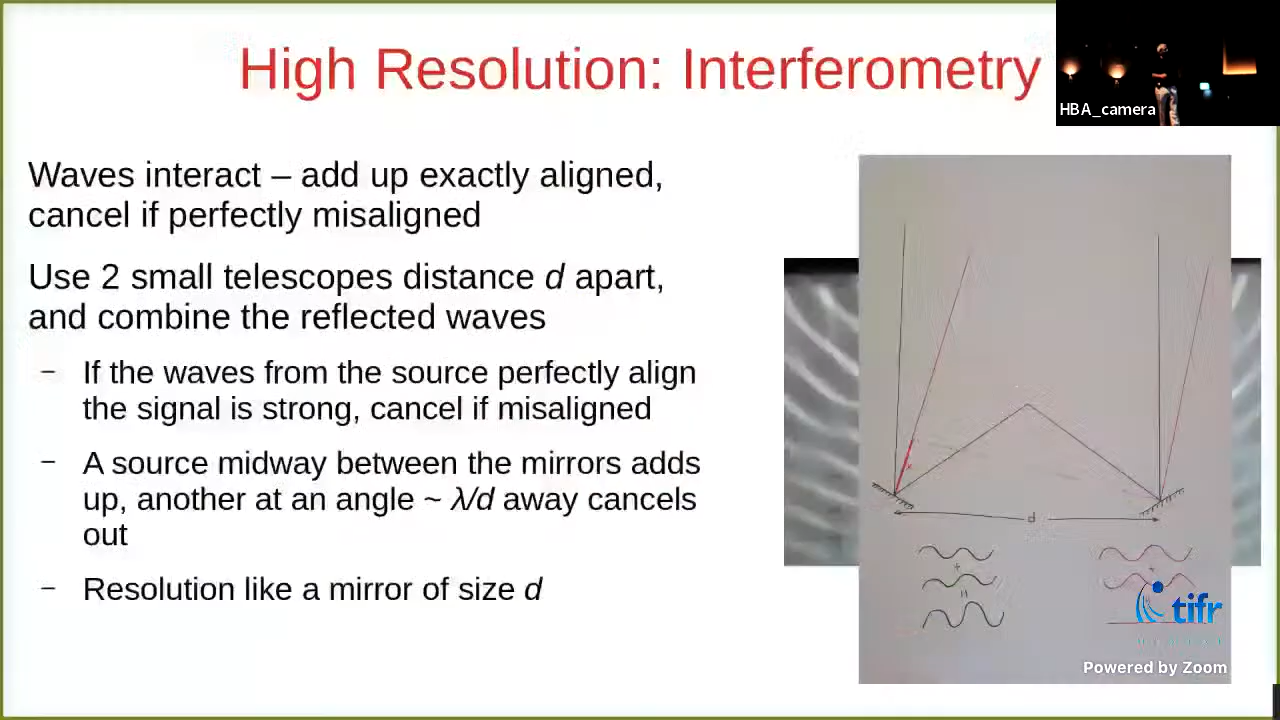 High Resolution: Interferometry
HBA_camera
Waves interact – add up exactly aligned,
cancel if perfectly misaligned
Use 2 small telescopes distance d apart,
and combine the reflected waves
– If the waves from the source perfectly align
the signal is strong, cancel if misaligned
– A source midway between the mirrors adds
up, another at an angle ~ λ/d away cancels
out
– Resolution like a mirror of size d
d
+
=
+
tifr
Powered by Zoom